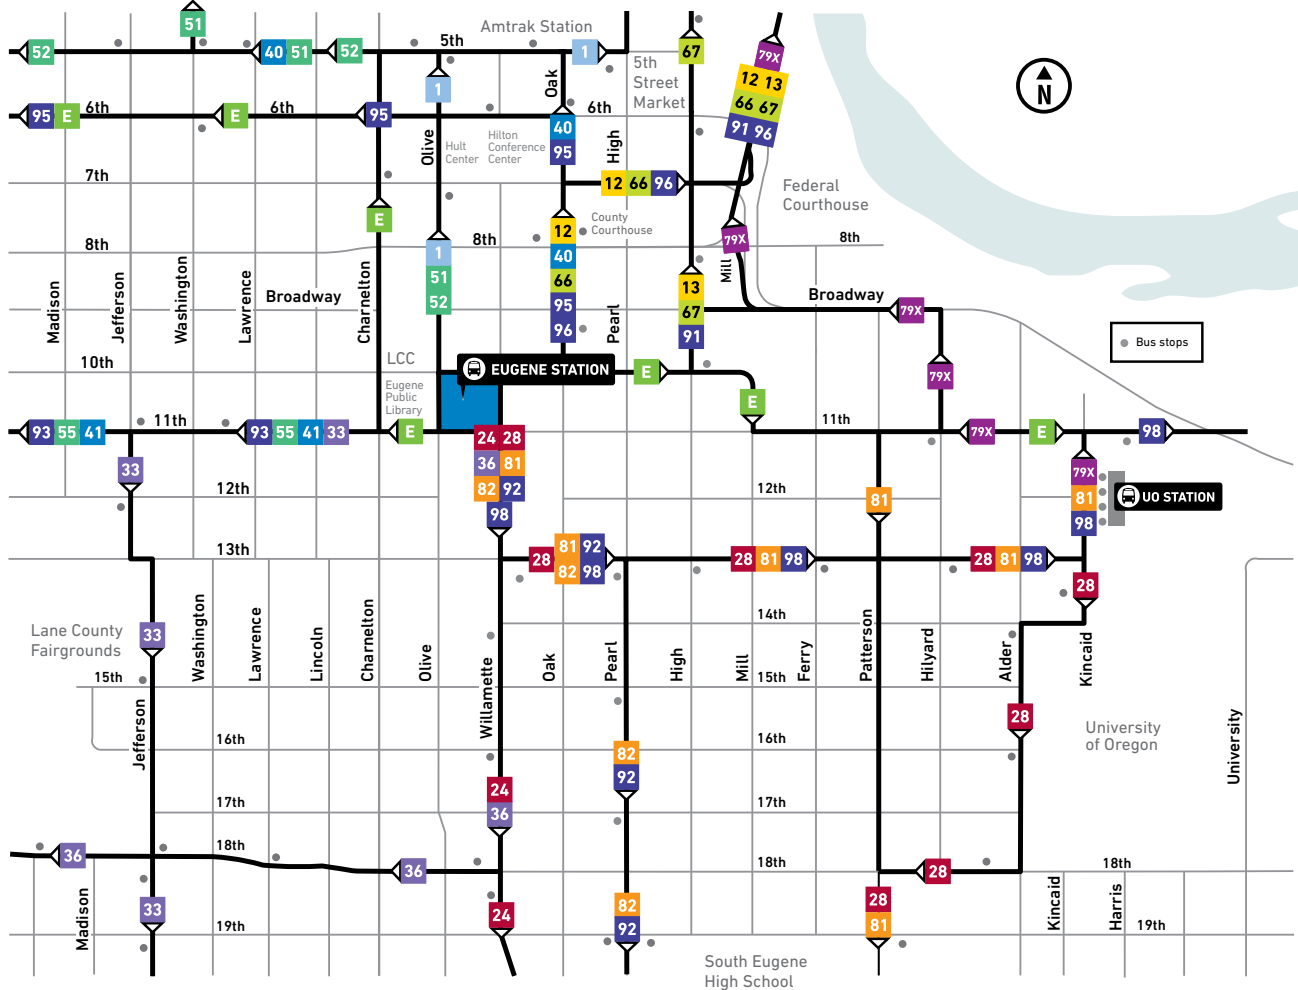 51
Amtrak Station
52
40 51
52
5th
1
67
79X
5th
Street
Market
12 13
66 67
91 96
N
1
Oak
95 E
6th
E
6th
95
6th
40
95
Olive
Hult
Center
Hilton
Conference
Center
High
7th
12 66 96
Federal
Courthouse
E
County
Courthouse
12
40
66
95
96
79X
8th
8th
8th
1
51
52
Mill
Madison
Jefferson
Washington
Lawrence
Broadway
Charnelton
Pearl
13
67
91
Broadway
79X
Bus stops
10th
LCC
EUGENE STATION
E
79X
Eugene
Public
Library
E
93 55 41
11th
93 55 41 33
E
11th
79X
E
98
24 28
36 81
82 92
98
33
12th
12th
81
79X
81
98
UO STATION
13th
28
81 92
82 98
28 81 98
28 81 98
28
14th
Lane County
Fairgrounds
33
Washington
Lawrence
Lincoln
Charnelton
Olive
Willamette
Oak
Pearl
High
Mill
Ferry
Patterson
Hilyard
Alder
Kincaid
15th
15th
Jefferson
28
University
of Oregon
University
16th
16th
82
92
24
36
17th
17th
18th
36
36
18th
28
18th
Madison
33
24
82
92
28
81
Kincaid
Harris
19th
19th
South Eugene
High School